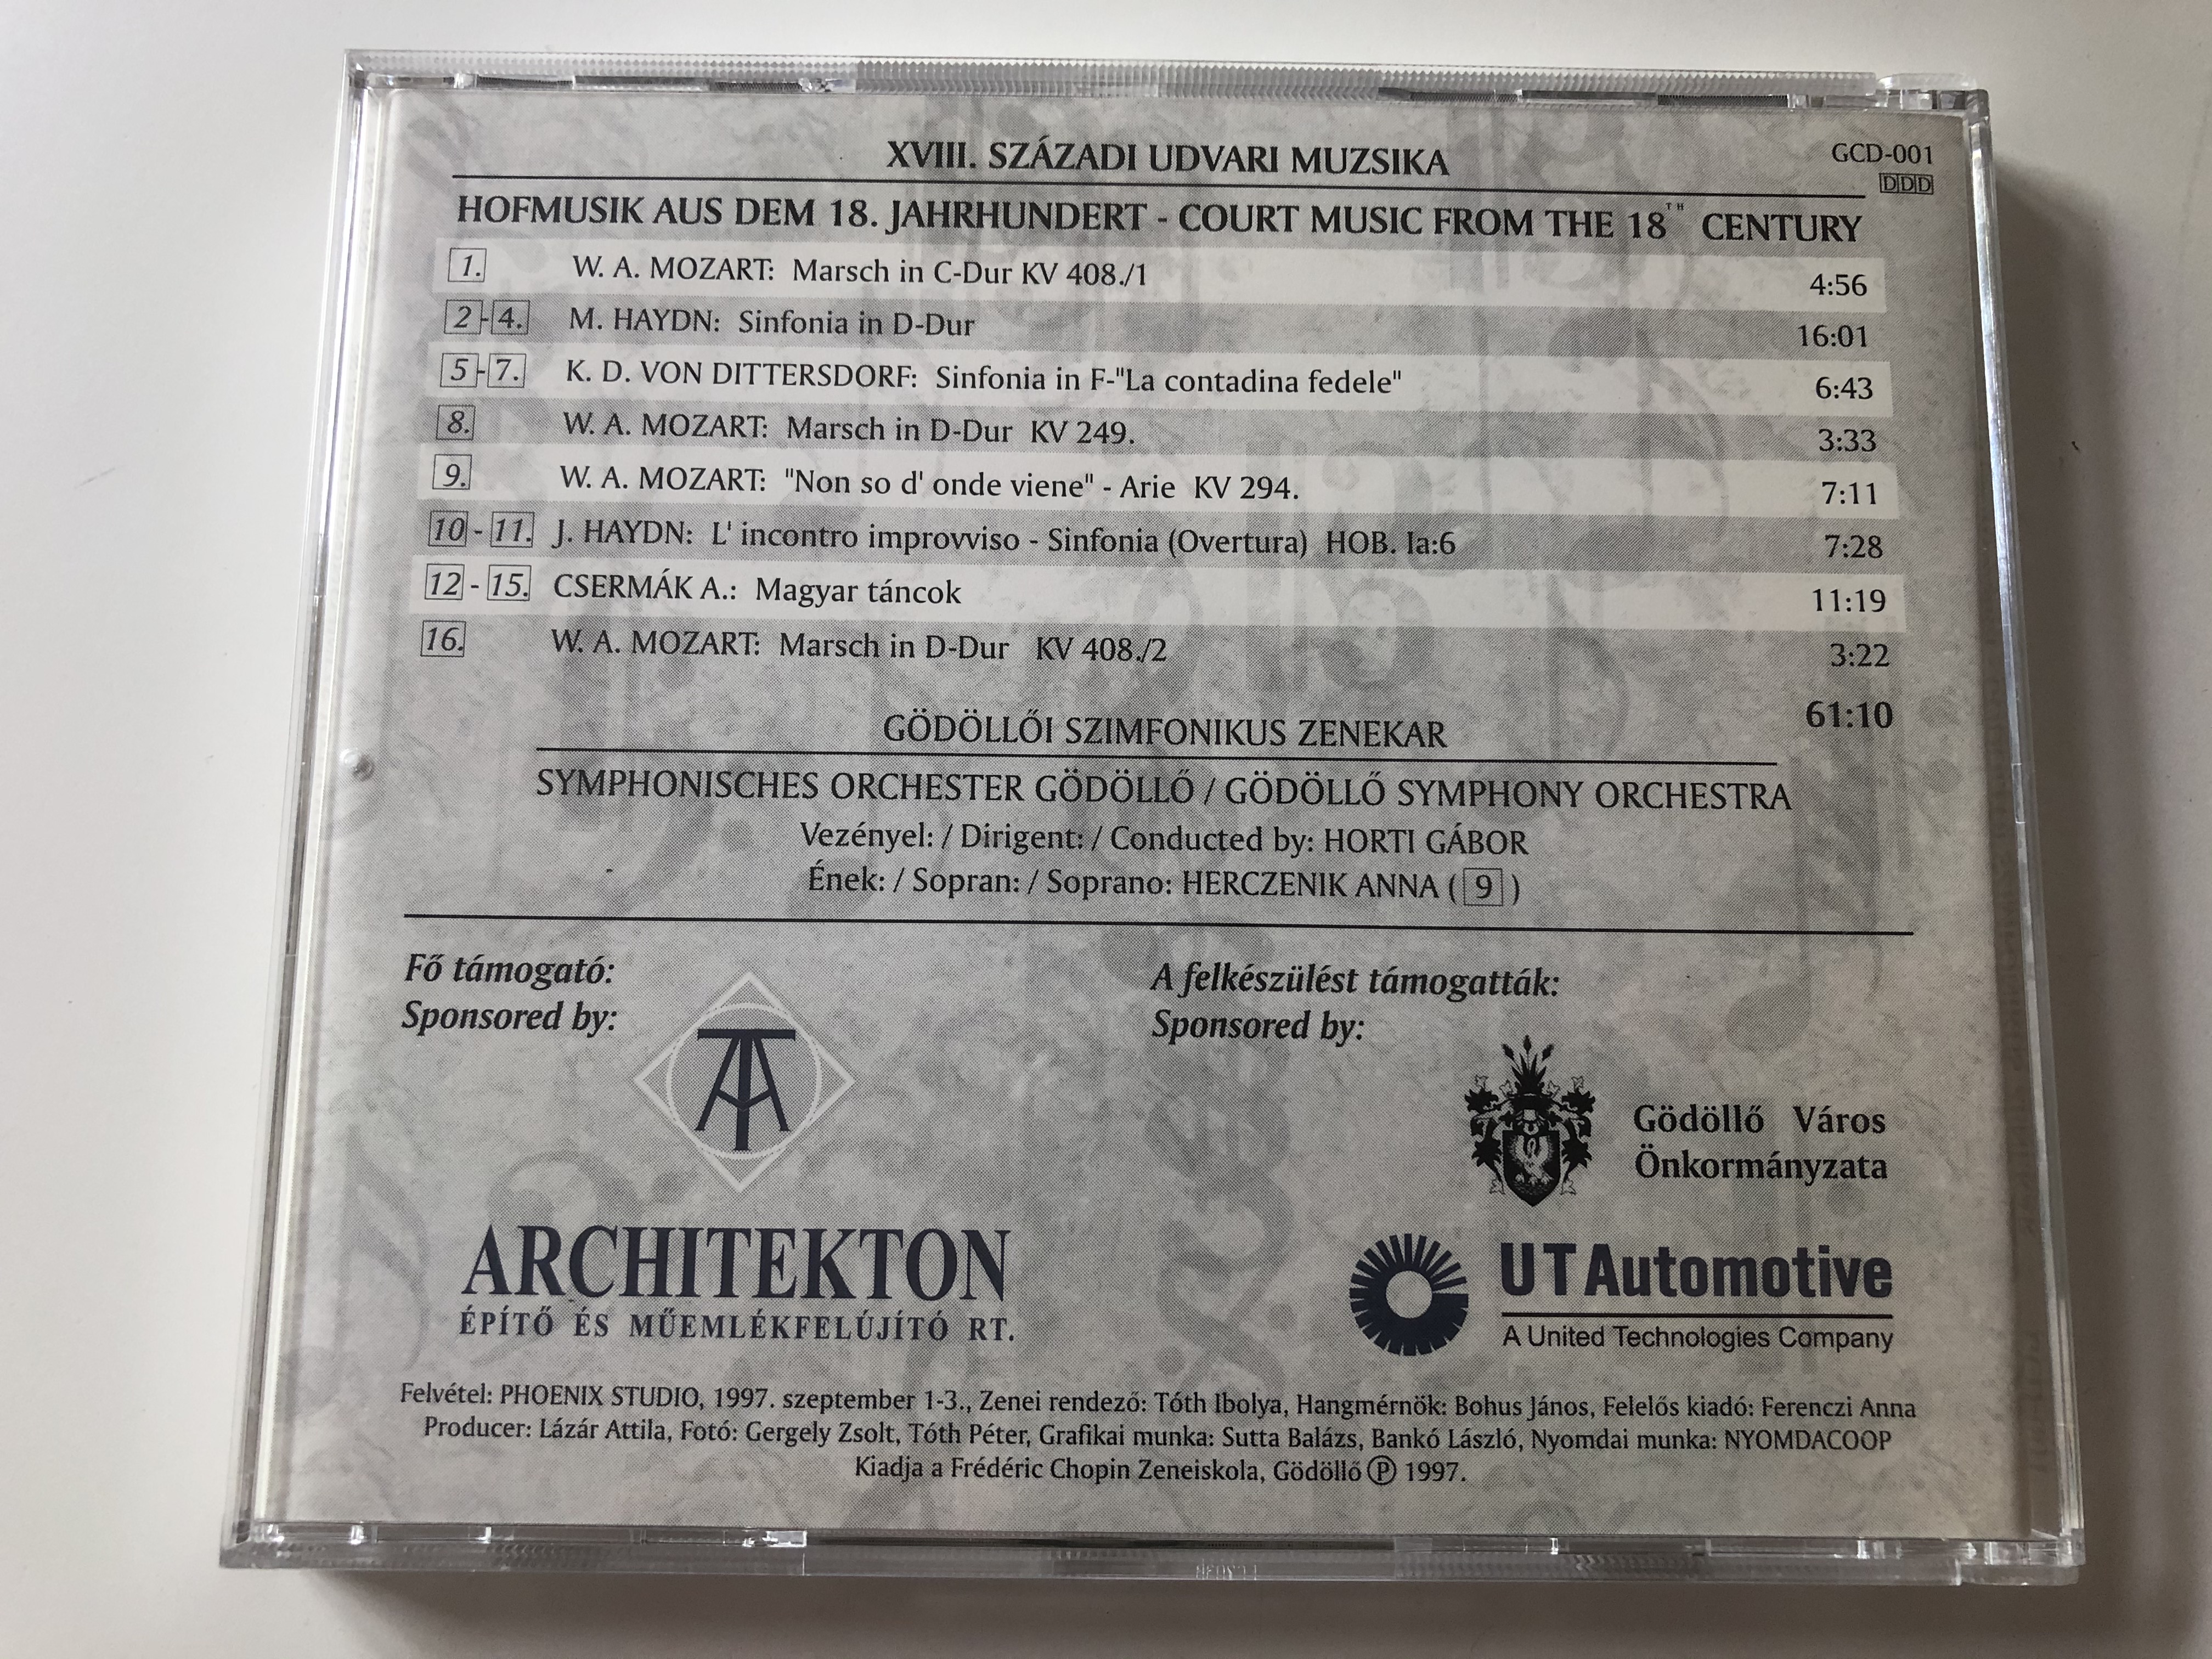 XVIII. SZÁZADI UDVARI MUZSIKA
GCD-001
DDD
HOFMUSIK AUS DEM 18. JAHRHUNDERT - COURT MUSIC FROM THE 18TH CENTURY
1. W. A. MOZART: Marsch in C-Dur KV 408./1 4:56
2-4. M. HAYDN: Sinfonia in D-Dur 16:01
5-7. K. D. VON DITTERSDORF: Sinfonia in F-"La contadina fedele" 6:43
8. W. A. MOZART: Marsch in D-Dur KV 249. 3:33
9. W. A. MOZART: "Non so d' onde viene" - Arie KV 294. 7:11
10 - 11. J. HAYDN: L' incontro improvviso - Sinfonia (Overtura) HOB. Ia:6 7:28
12 - 15. CSERMÁK A.: Magyar táncok 11:19
16. W. A. MOZART: Marsch in D-Dur KV 408./2 3:22
61:10
GÖDÖLLŐI SZIMFONIKUS ZENEKAR
SYMPHONISCHES ORCHESTER GÖDÖLLŐ / GÖDÖLLŐ SYMPHONY ORCHESTRA
Vezényel: / Dirigent: / Conducted by: HORTI GÁBOR
Ének: / Sopran: / Soprano: HERCZENIK ANNA ( 9 )
Fő támogató:
Sponsored by:
ARCHITEKTON
ÉPÍTŐ ÉS MŰEMLÉKFELÚJÍTÓ RT.
A felkészülést támogatták:
Sponsored by:
Gödöllő Város
Önkormányzata
UT Automotive
A United Technologies Company
Felvétel: PHOENIX STUDIO, 1997. szeptember 1-3., Zenei rendező: Tóth Ibolya, Hangmérnök: Bohus János, Felelős kiadó: Ferenczi Anna
Producer: Lázár Attila, Fotó: Gergely Zsolt, Tóth Péter, Grafikai munka: Sutta Balázs, Bankó László, Nyomdai munka: NYOMDACOOP
Kiadja a Frédéric Chopin Zeneiskola, Gödöllő Ⓟ 1997.